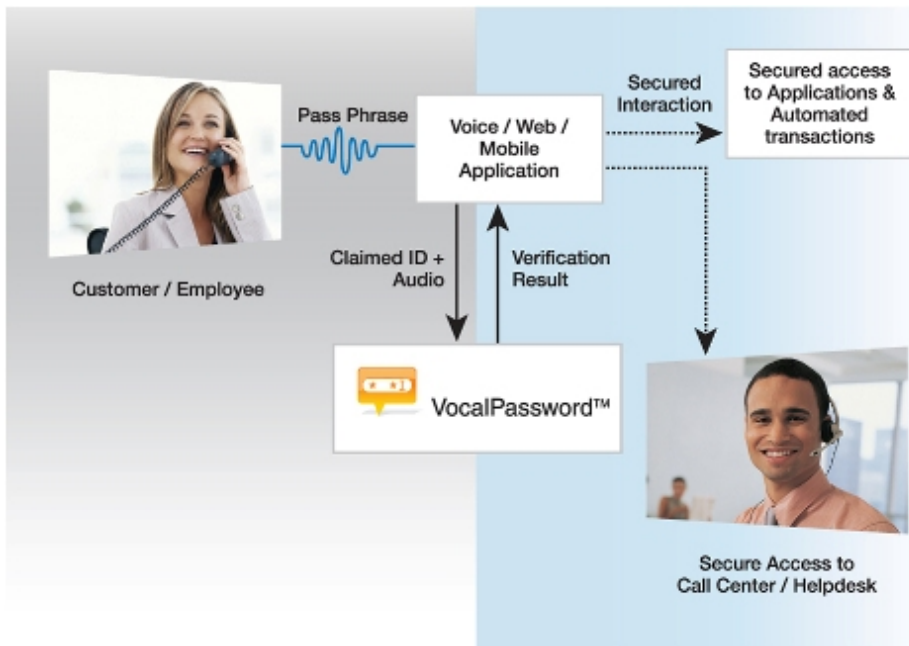 Pass Phrase
Customer / Employee
Voice / Web /
Mobile
Application
Secured
Interaction
Secured access
to Applications &
Automated
transactions
Claimed ID +
Audio
Verification
Result
VocalPassword™
Secure Access to
Call Center / Helpdesk